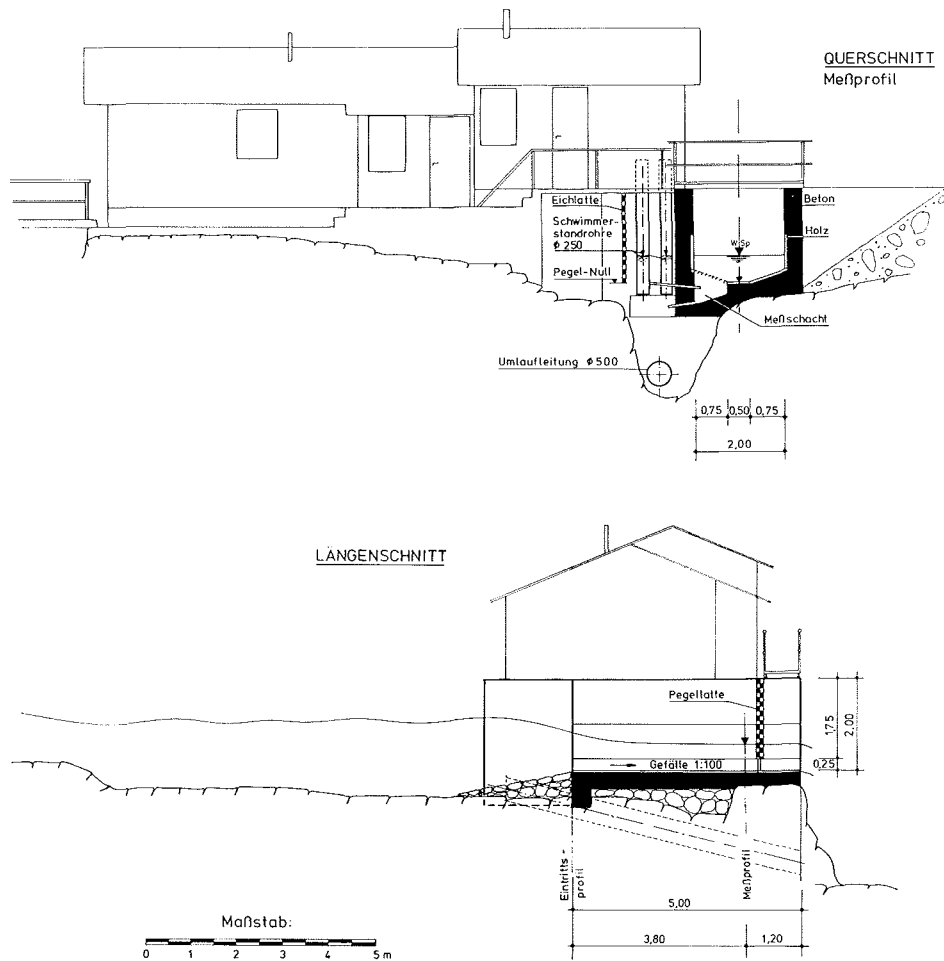 QUERSCHNITT
Meßprofil
Eichlatte
Schwimmer-
standrohre
ϕ 250
Pegel-Null
Beton
W.Sp.
Holz
Meßschacht
Umlaufleitung ϕ 500
0,75 0,50 0,75
2,00
LÄNGENSCHNITT
Pegellatte
1,75
2,00
Gefälle 1:100
0,25
Eintritts-
profil
Meßprofil
5,00
3,80 1,20
Maßstab:
0 1 2 3 4 5 m